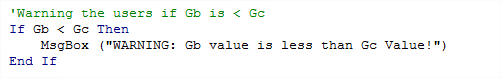 'Warning the users if Gb is < Gc
If Gb < Gc Then
    MsgBox ("WARNING: Gb value is less than Gc Value!")
End If